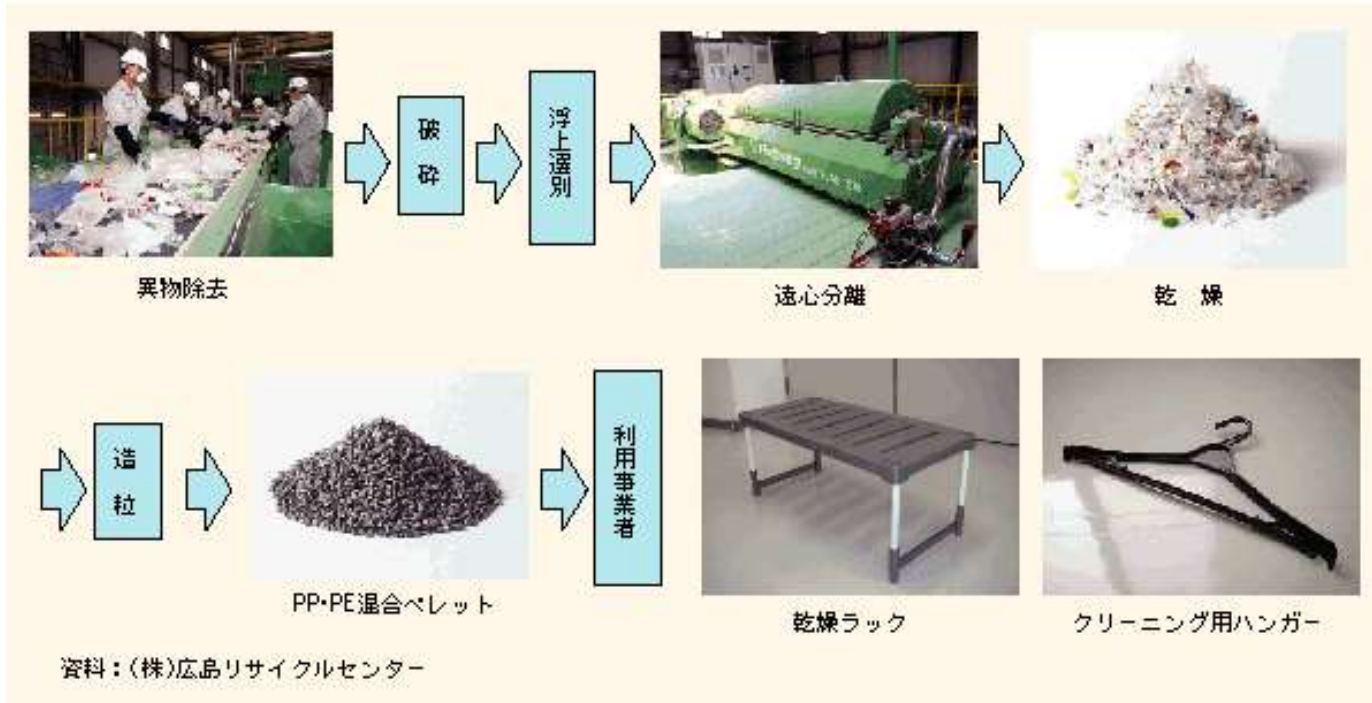 破砕
浮上選別
異物除去
遠心分離
乾 燥
造粒
利用事業者
PP・PE混合ペレット
乾燥ラック
クリーニング用ハンガー
資料：(株)広島リサイクルセンター